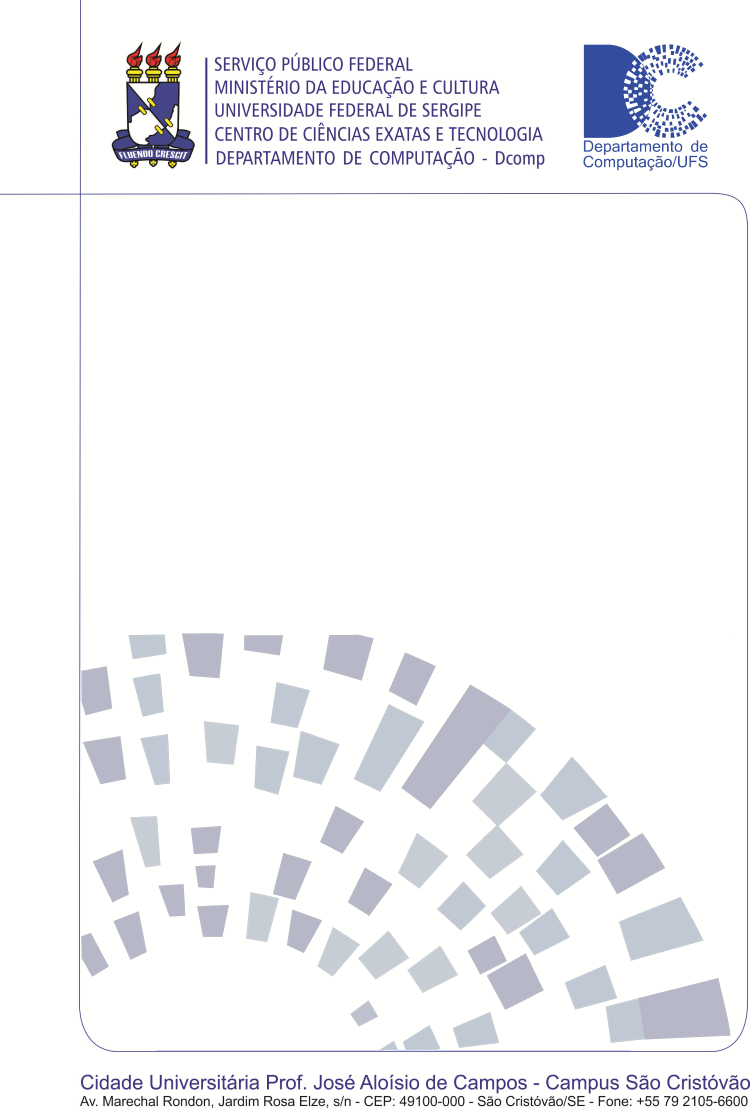 SERVIÇO PÚBLICO FEDERAL
MINISTÉRIO DA EDUCAÇÃO E CULTURA
UNIVERSIDADE FEDERAL DE SERGIPE
CENTRO DE CIÊNCIAS EXATAS E TECNOLOGIA
DEPARTAMENTO DE COMPUTAÇÃO - Dcomp
FLUENDO CRESCIT
DC
Departamento de
Computação/UFS
Cidade Universitária Prof. José Aloísio de Campos - Campus São Cristóvão
Av. Marechal Rondon, Jardim Rosa Elze, s/n - CEP: 49100-000 - São Cristóvão/SE - Fone: +55 79 2105-6600